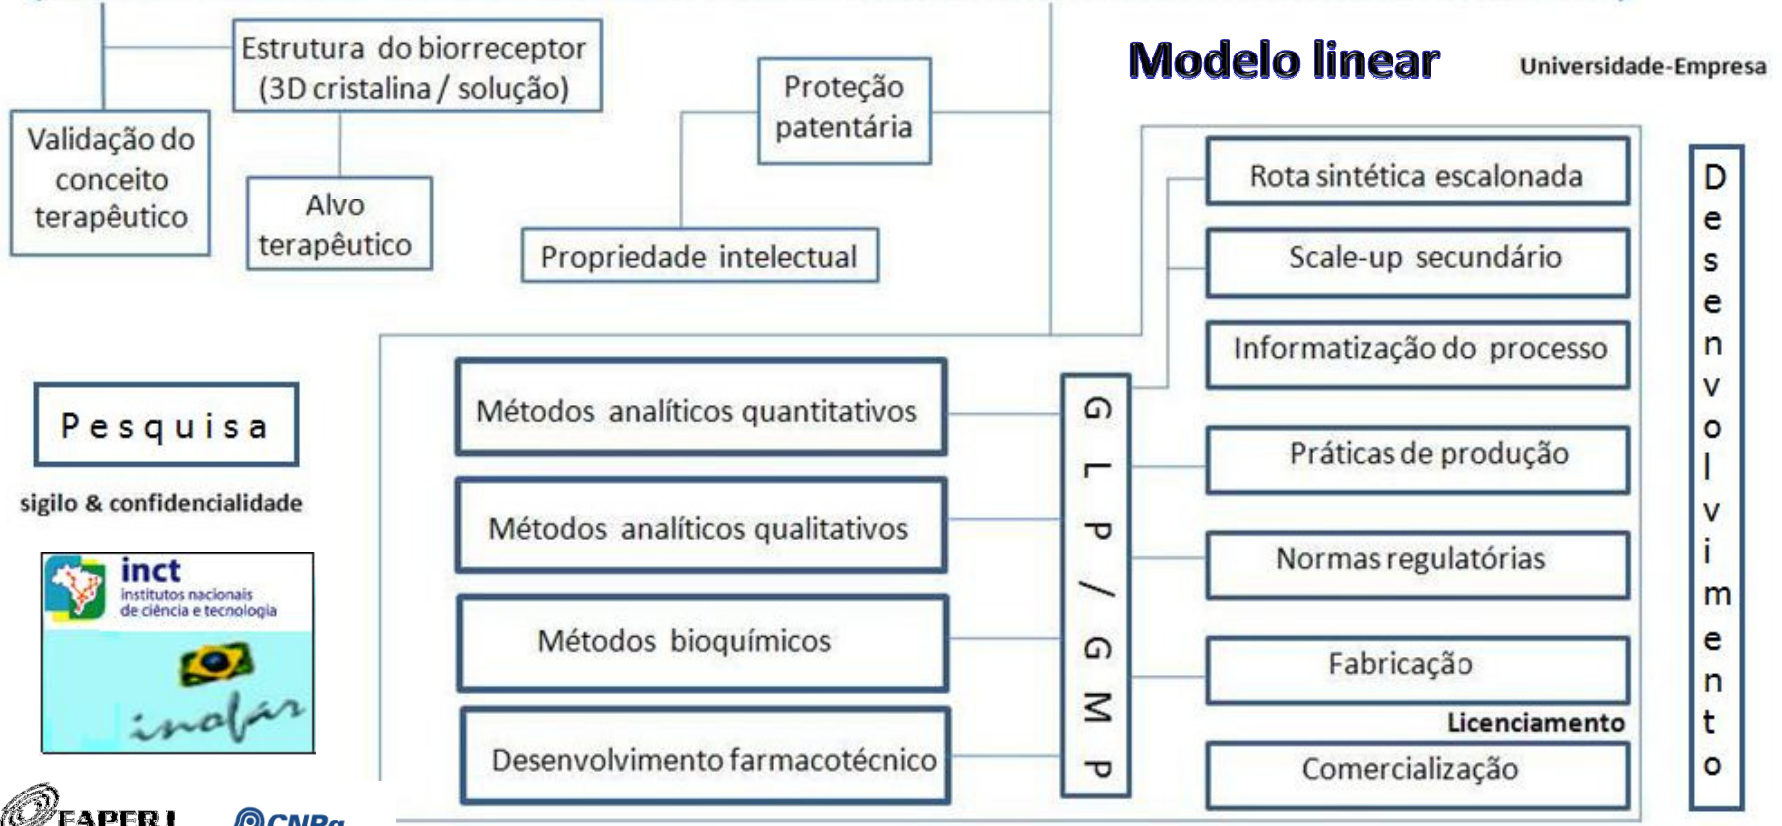 Estrutura do biorreceptor
(3D cristalina / solução)
Validação do
conceito
terapêutico
Alvo
terapêutico
Proteção
patentária
Propriedade intelectual
Modelo linear
Universidade-Empresa
Rota sintética escalonada
Scale-up secundário
Informatização do processo
Práticas de produção
Normas regulatórias
Fabricação
Licenciamento
Comercialização
Desenvolvimento
Pesquisa
sigilo & confidencialidade
Métodos analíticos quantitativos
Métodos analíticos qualitativos
Métodos bioquímicos
Desenvolvimento farmacotécnico
GLP/GMP
inct
institutos nacionais
de ciência e tecnologia
inofar
FAPERJ
CNPq